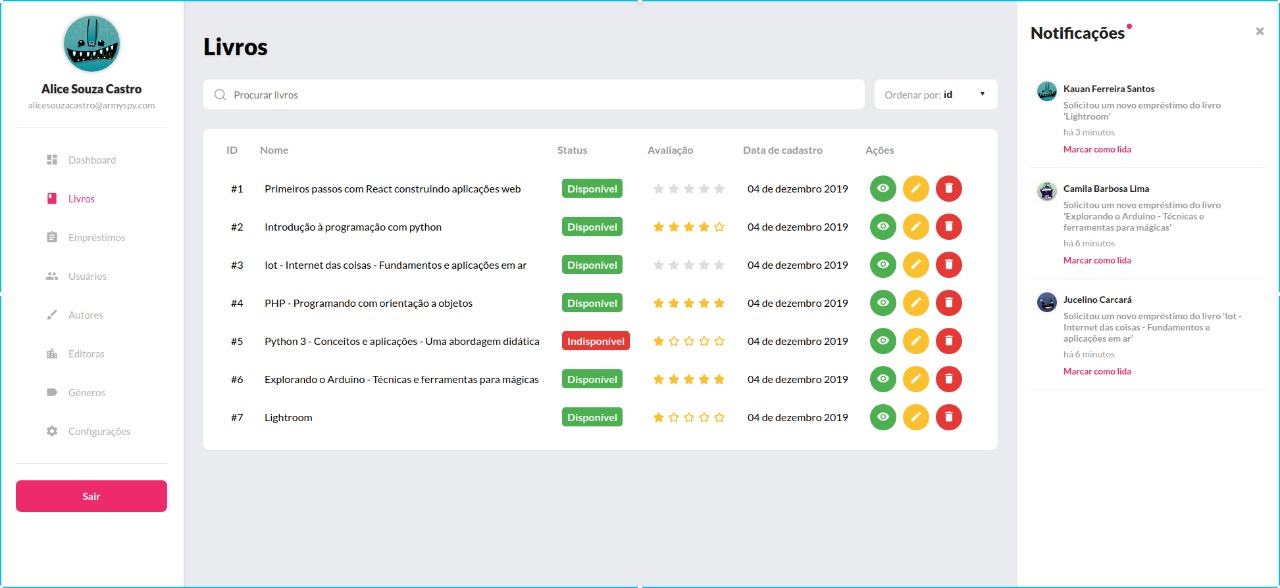 Alice Souza Castro
alicesouzacastro@armyspy.com
Dashboard
Livros
Empréstimos
Usuários
Autores
Editoras
Gêneros
Configurações
Sair
Livros
Procurar livros
Ordenar por: id
ID Nome Status Avaliação Data de cadastro Ações
#1 Primeiros passos com React construindo aplicações web Disponível 04 de dezembro 2019
#2 Introdução à programação com python Disponível 04 de dezembro 2019
#3 Iot - Internet das coisas - Fundamentos e aplicações em ar Disponível 04 de dezembro 2019
#4 PHP - Programando com orientação a objetos Disponível 04 de dezembro 2019
#5 Python 3 - Conceitos e aplicações - Uma abordagem didática Indisponível 04 de dezembro 2019
#6 Explorando o Arduino - Técnicas e ferramentas para mágicas Disponível 04 de dezembro 2019
#7 Lightroom Disponível 04 de dezembro 2019
Notificações
Kauan Ferreira Santos
Solicitou um novo empréstimo do livro
'Lightroom'
há 3 minutos
Marcar como lida
Camila Barbosa Lima
Solicitou um novo empréstimo do livro
'Explorando o Arduino - Técnicas e
ferramentas para mágicas'
há 6 minutos
Marcar como lida
Jucelino Carcará
Solicitou um novo empréstimo do livro 'Iot -
Internet das coisas - Fundamentos e
aplicações em ar'
há 6 minutos
Marcar como lida